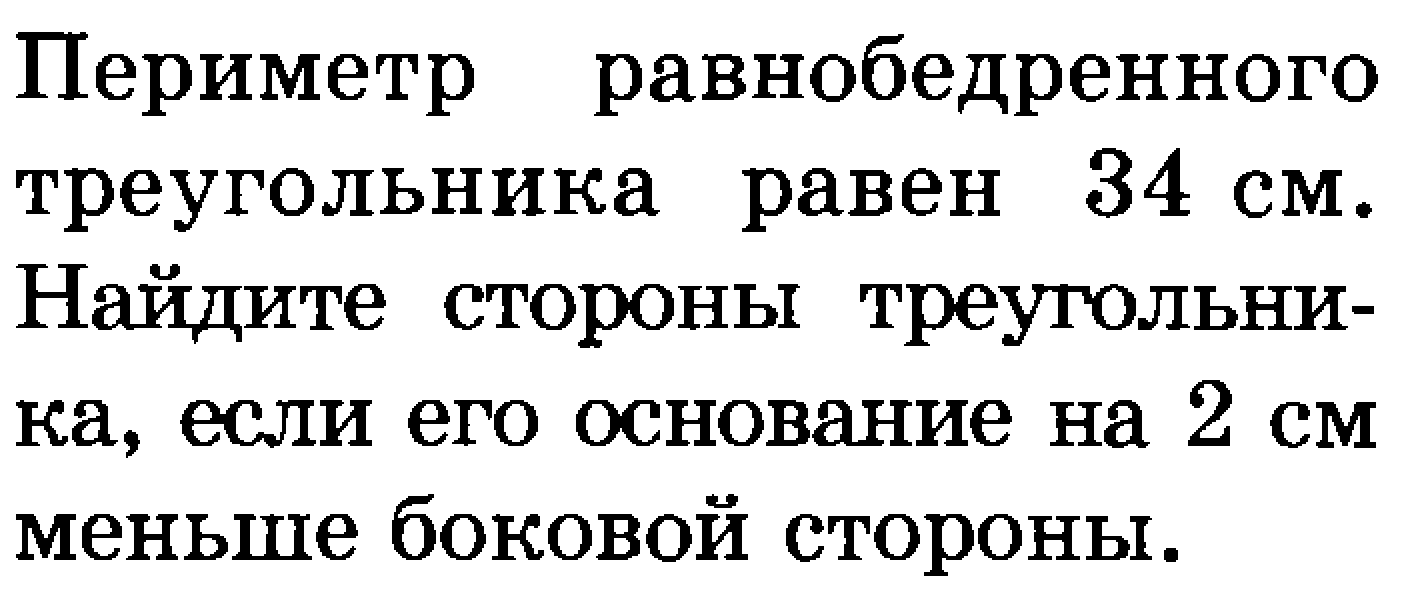 Периметр равнобедренного
треугольника равен 34 см.
Найдите стороны треугольни-
ка, если его основание на 2 см
меньше боковой стороны.